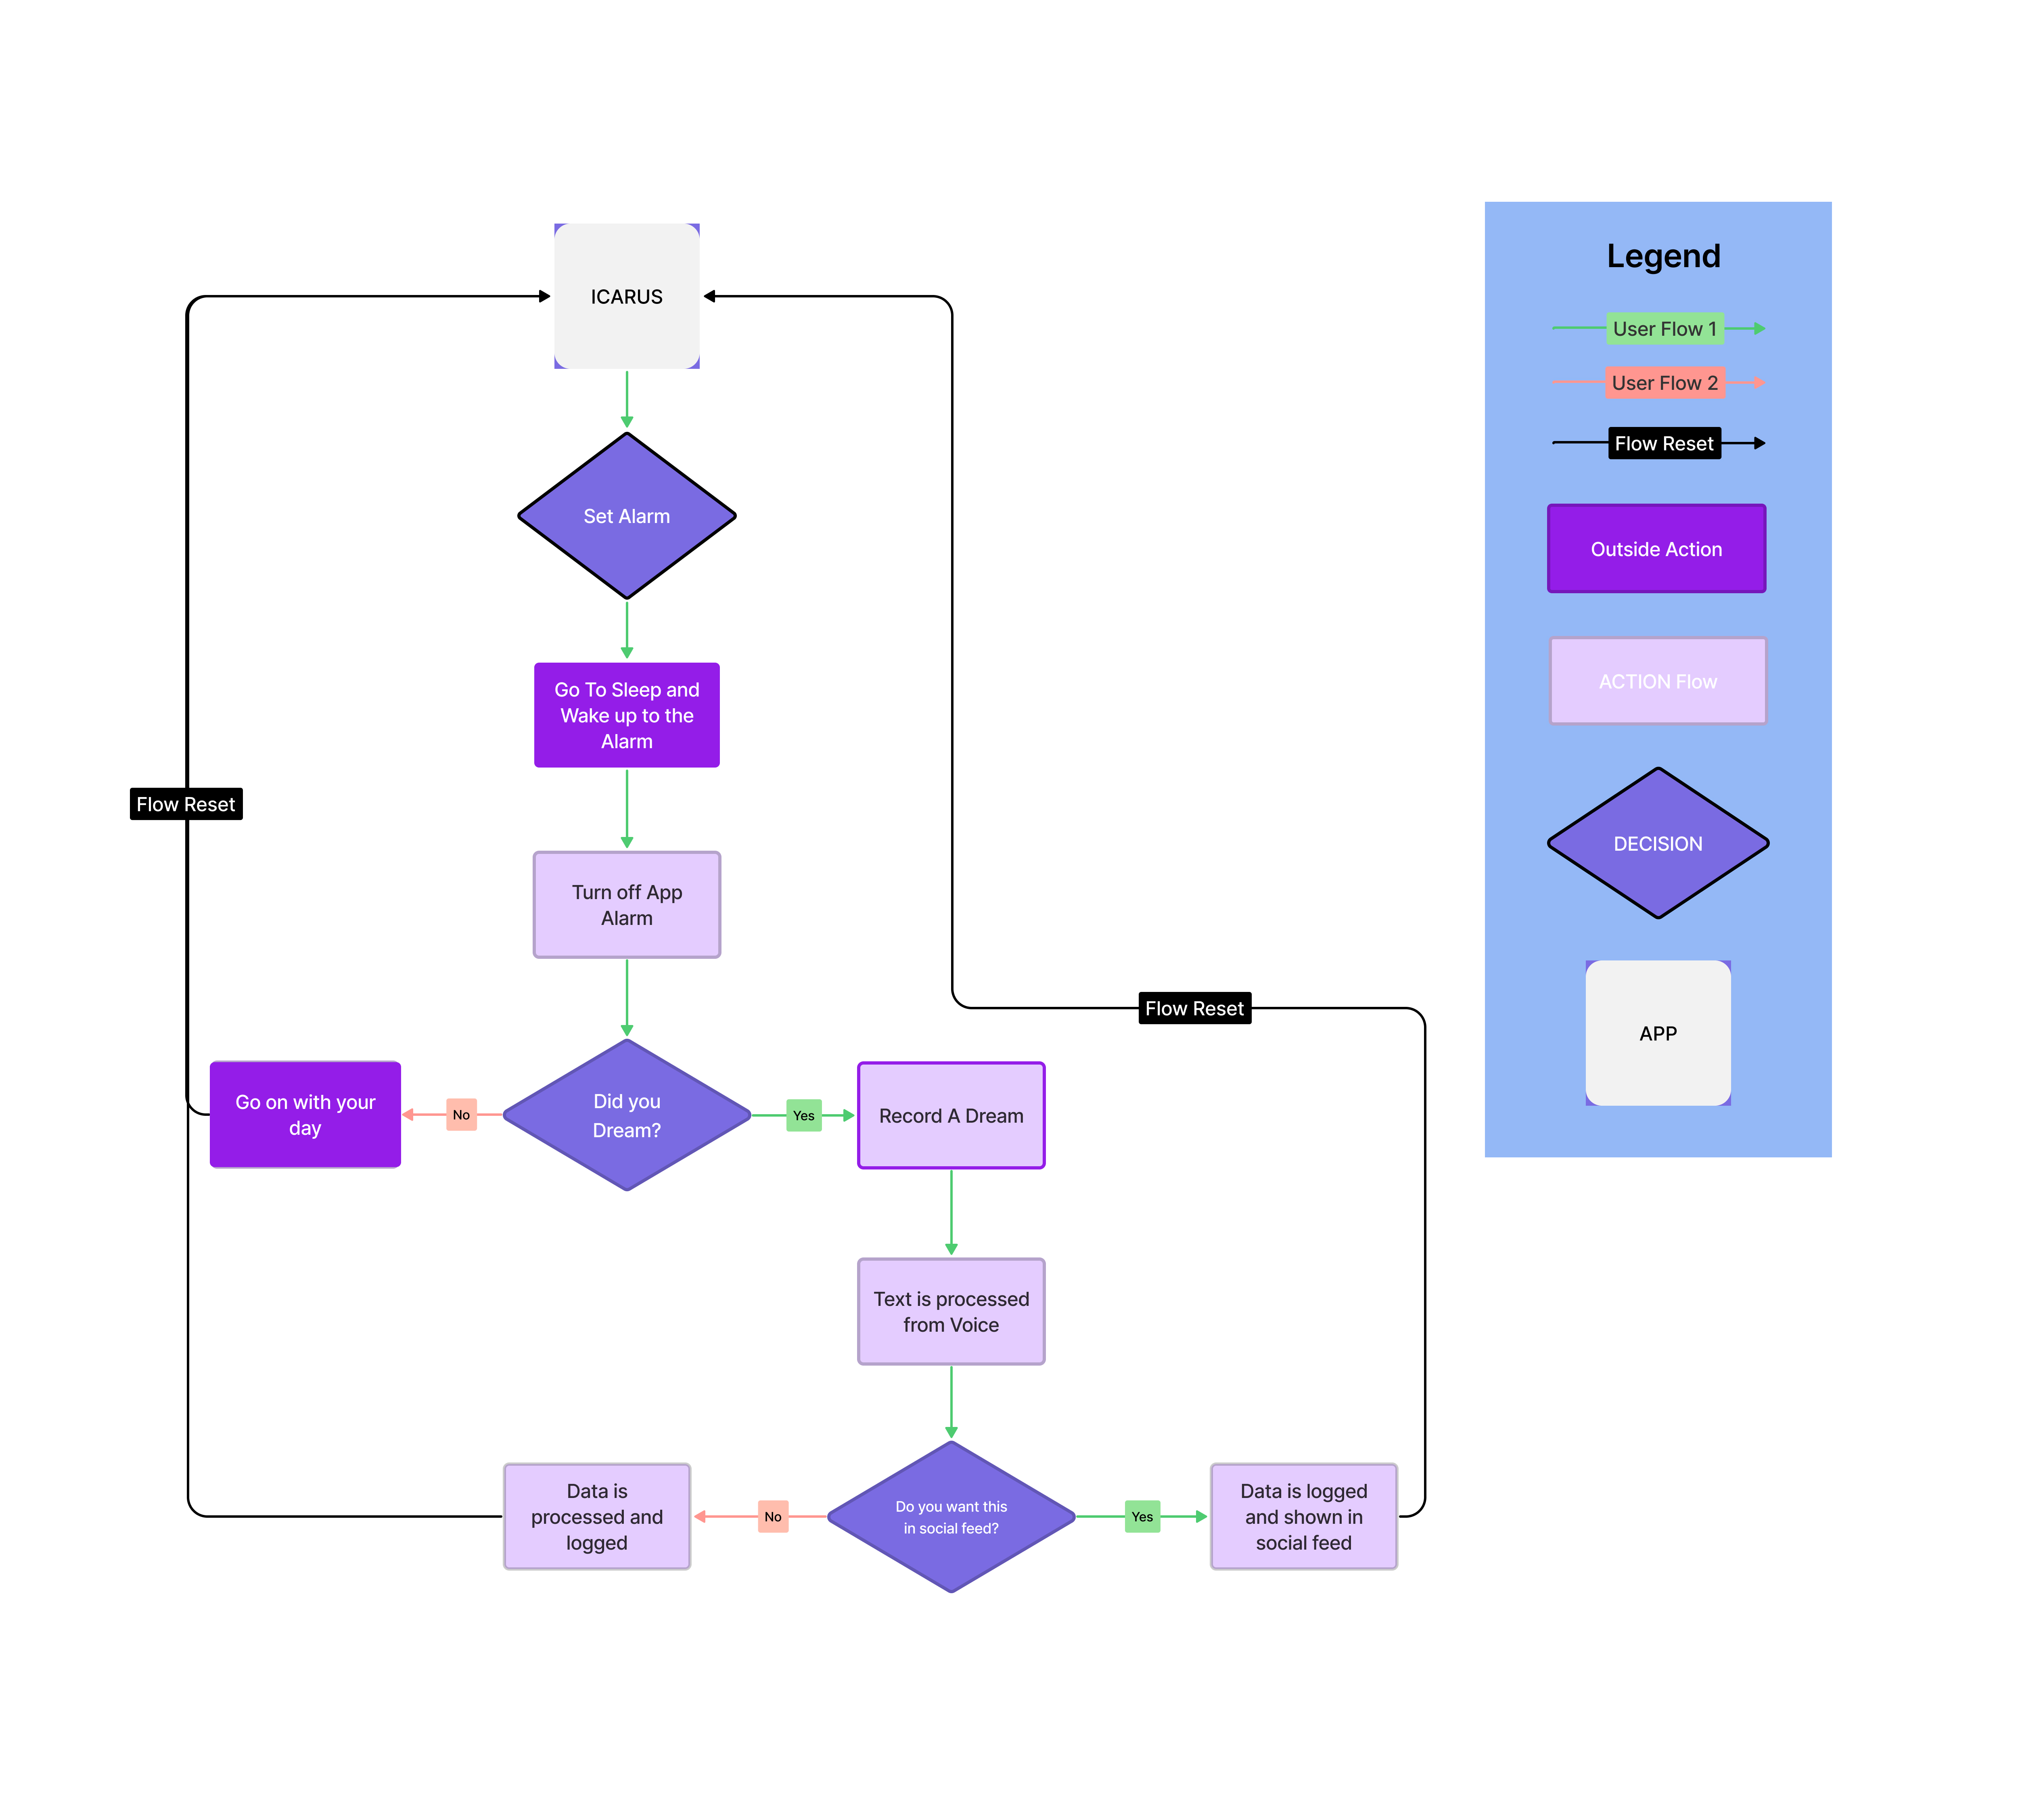 ICARUS
Set Alarm
Go To Sleep and
Wake up to the
Alarm
Flow Reset
Turn off App
Alarm
Flow Reset
Go on with your
day
No
Did you
Dream?
Yes
Record A Dream
Text is processed
from Voice
Data is
processed and
logged
No
Do you want this
in social feed?
Yes
Data is logged
and shown in
social feed
Legend
User Flow 1
User Flow 2
Flow Reset
Outside Action
ACTION Flow
DECISION
APP